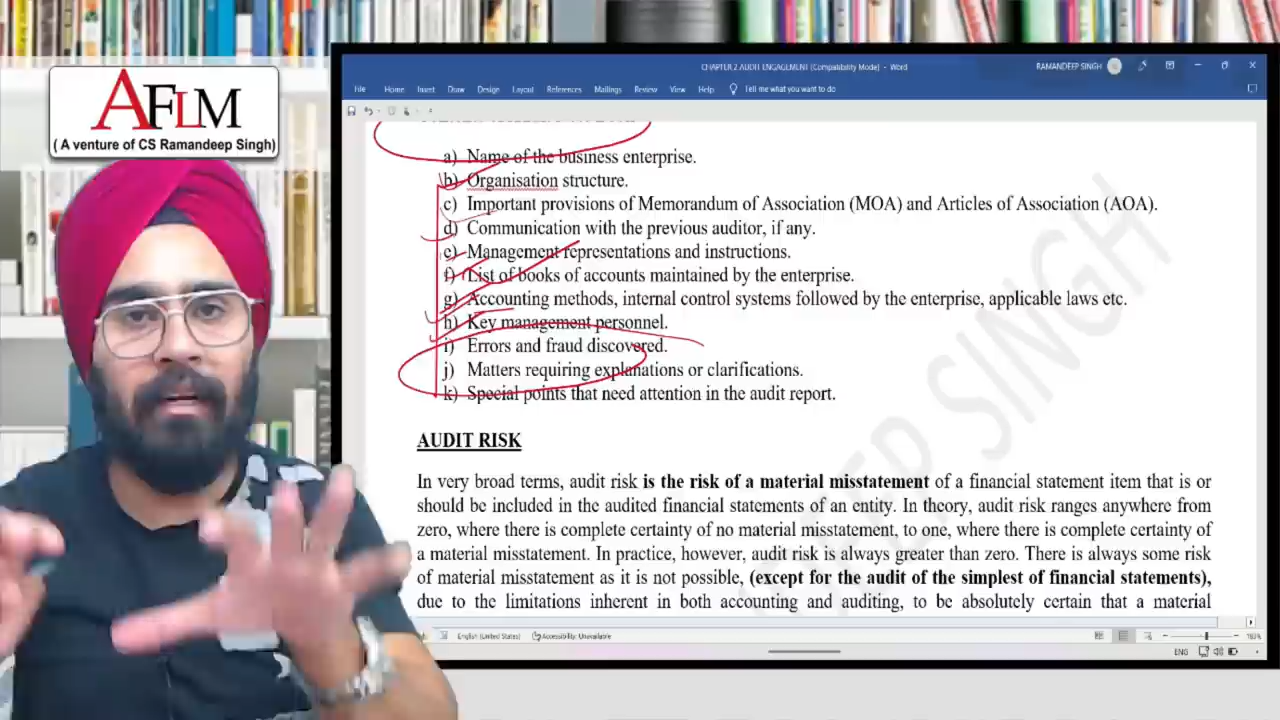 AFLM
( A venture of CS Ramandeep Singh)
CHAPTER 2 AUDIT ENGAGEMENT [Compatibility Mode] - Word
RAMANDEEP SINGH
File Home Insert Draw Design Layout References Mailings Review View Help Tell me what you want to do
a) Name of the business enterprise.
b) Organisation structure.
c) Important provisions of Memorandum of Association (MOA) and Articles of Association (AOA).
d) Communication with the previous auditor, if any.
e) Management representations and instructions.
f) List of books of accounts maintained by the enterprise.
g) Accounting methods, internal control systems followed by the enterprise, applicable laws etc.
h) Key management personnel.
i) Errors and fraud discovered.
j) Matters requiring explanations or clarifications.
k) Special points that need attention in the audit report.
AUDIT RISK
In very broad terms, audit risk is the risk of a material misstatement of a financial statement item that is or
should be included in the audited financial statements of an entity. In theory, audit risk ranges anywhere from
zero, where there is complete certainty of no material misstatement, to one, where there is complete certainty of
a material misstatement. In practice, however, audit risk is always greater than zero. There is always some risk
of material misstatement as it is not possible, (except for the audit of the simplest of financial statements),
due to the limitations inherent in both accounting and auditing, to be absolutely certain that a material
DEEP SINGH
English (United States) Accessibility: Unavailable
ENG